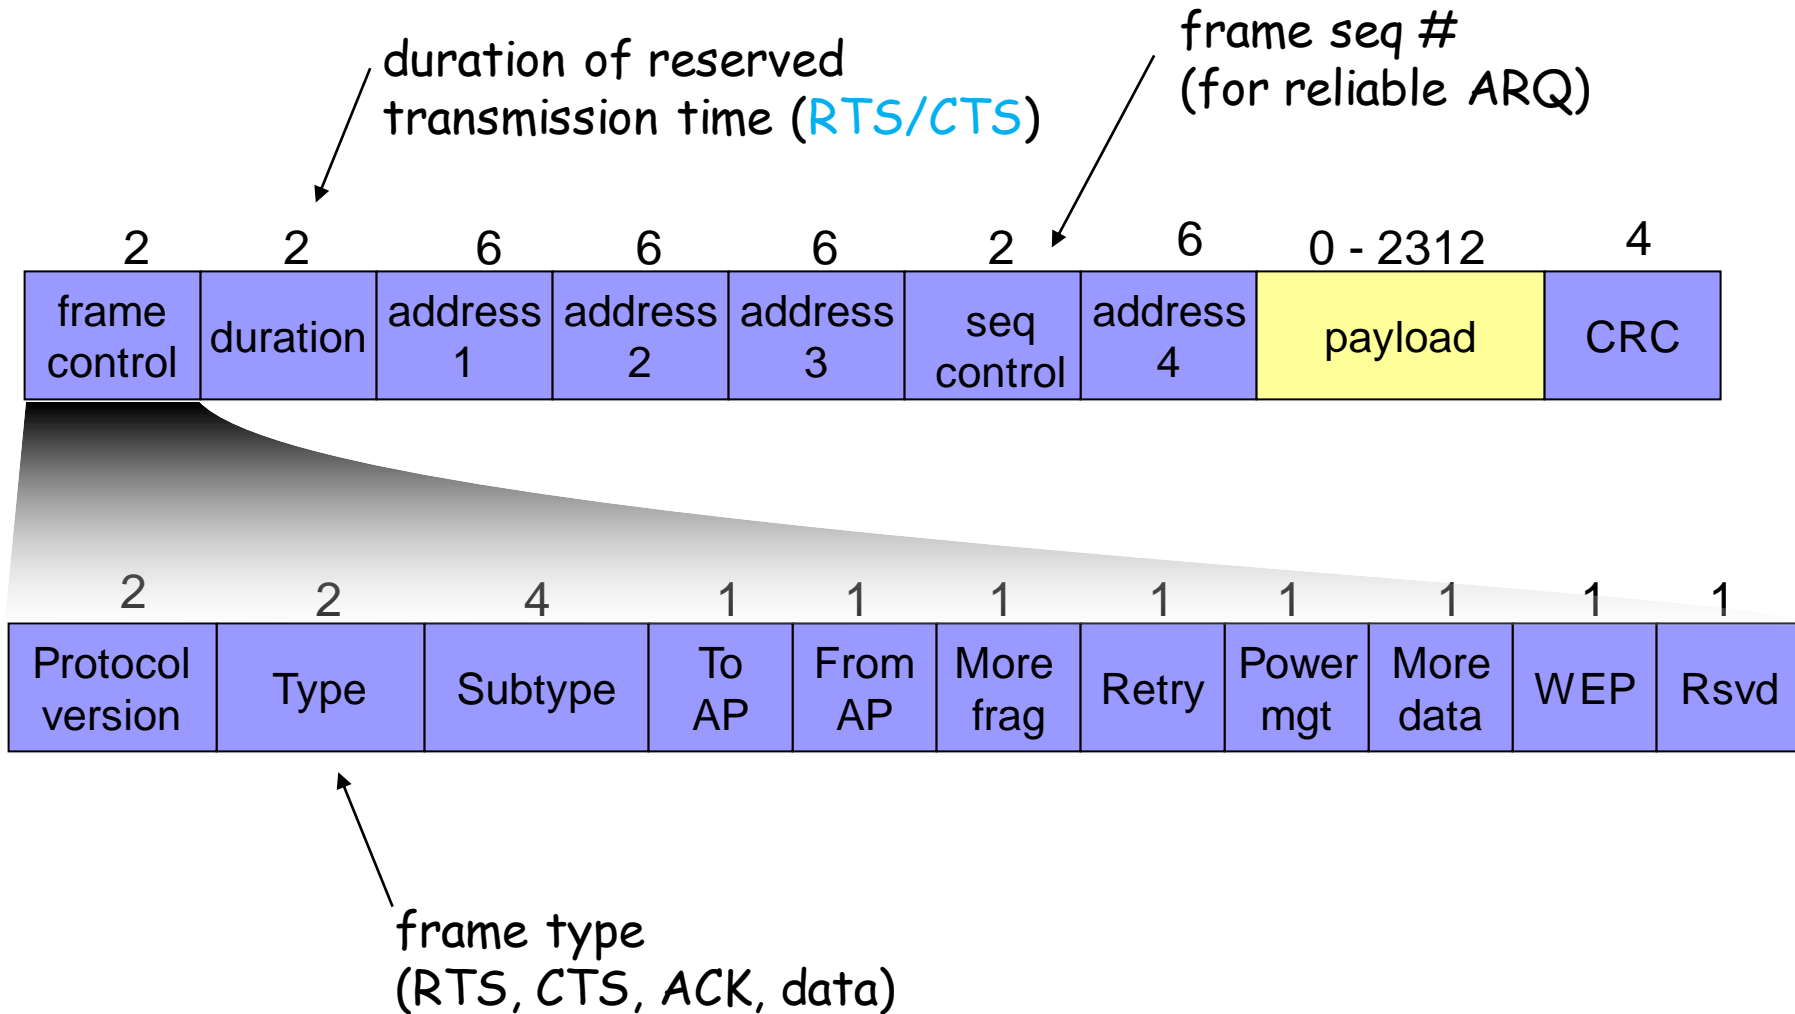 duration of reserved
transmission time (RTS/CTS)
frame seq #
(for reliable ARQ)
2 2 6 6 6 2 6 0 - 2312 4
frame
control
duration
address
1
address
2
address
3
seq
control
address
4
payload
CRC
2 2 4 1 1 1 1 1 1 1 1
Protocol
version
Type
Subtype
To
AP
From
AP
More
frag
Retry
Power
mgt
More
data
WEP
Rsvd
frame type
(RTS, CTS, ACK, data)